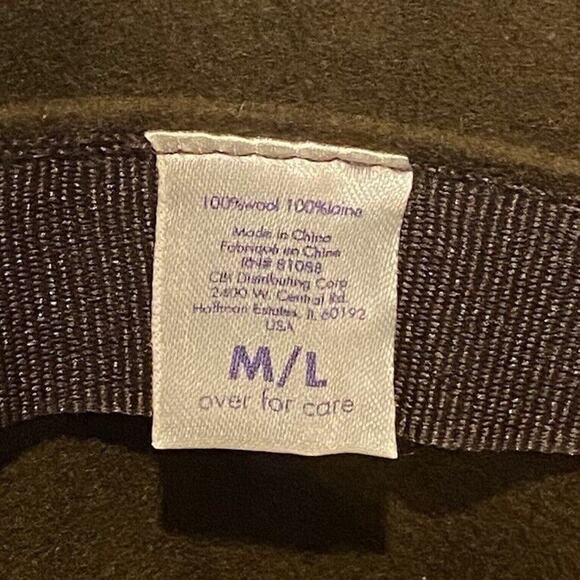 100%wool 100%laine
Made in China
Fabriqué en Chine
RN# 81088
CBI Distributing Corp
2400 W. Central Rd.
Hoffman Estates, IL 60192
USA
M/L
over for care